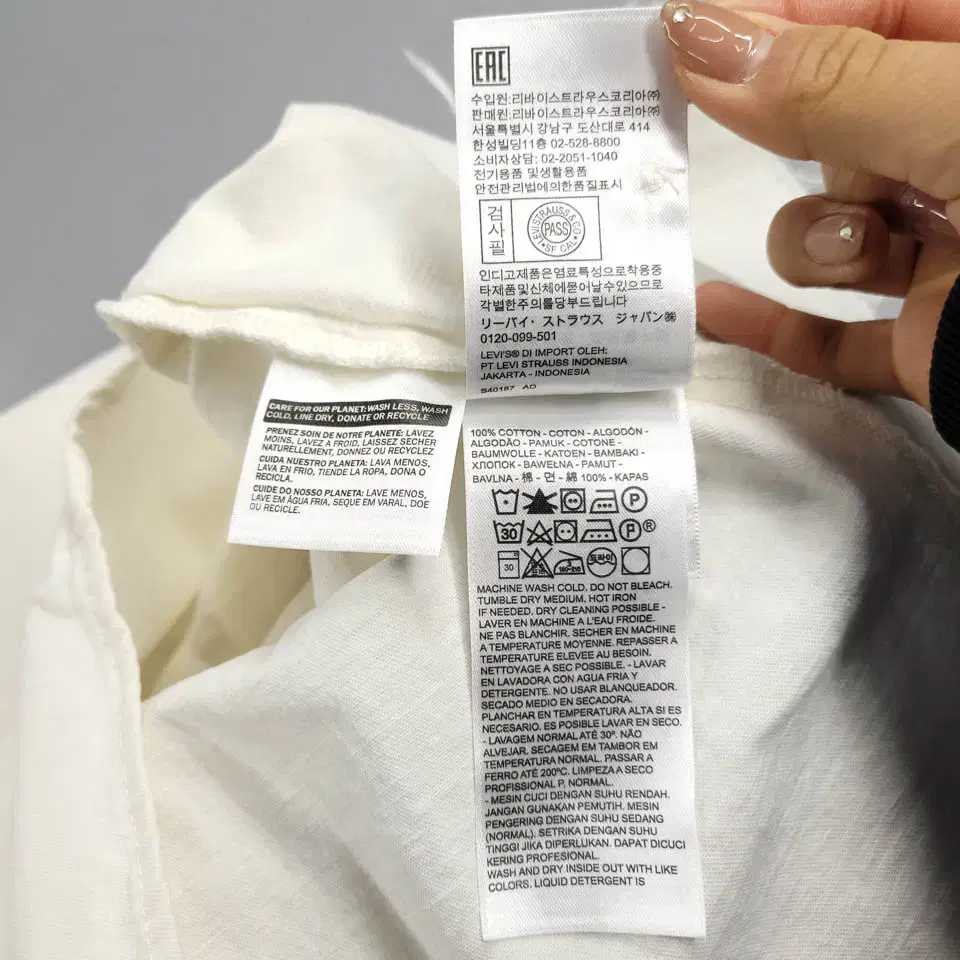 EAC
수입원:리바이스트라우스코리아㈜
판매원:리바이스트라우스코리아㈜
서울특별시 강남구 도산대로 414
한성빌딩11층 02-528-8800
소비자상담: 02-2051-1040
전기용품 및생활용품
안전관리법에의한품질표시
검사필
LEVI STRAUSS & CO
PASS
SF CAL
인디고제품은염료특성으로착용중
타제품및신체에묻어날수있으므로
각별한주의를당부드립니다
リーバイ・ストラウス ジャパン㈱
0120-099-501
LEVI'S® DI IMPORT OLEH:
PT LEVI STRAUSS INDONESIA
JAKARTA - INDONESIA
S40187 AD
CARE FOR OUR PLANET: WASH LESS, WASH
COLD, LINE DRY, DONATE OR RECYCLE
PRENEZ SOIN DE NOTRE PLANETE: LAVEZ
MOINS, LAVEZ A FROID, LAISSEZ SECHER
NATURELLEMENT, DONNEZ OU RECYCLEZ
CUIDA NUESTRO PLANETA: LAVA MENOS,
LAVA EN FRIO, TIENDE LA ROPA, DONA O
RECICLA.
CUIDE DO NOSSO PLANETA: LAVE MENOS,
LAVE EM ÁGUA FRIA, SEQUE EM VARAL, DOE
OU RECICLE.
100% COTTON - COTON - ALGODÓN -
ALGODÃO - PAMUK - COTONE -
BAUMWOLLE - KATOEN - BAMBAKI -
ХЛОПОК - BAWEŁNA - PAMUT -
BAVLNA - 棉 - 면 - 綿 100% - KAPAS
P
30 P®
30 3 180-210 드라이
MACHINE WASH COLD. DO NOT BLEACH.
TUMBLE DRY MEDIUM. HOT IRON
IF NEEDED. DRY CLEANING POSSIBLE -
LAVER EN MACHINE A L'EAU FROIDE.
NE PAS BLANCHIR. SECHER EN MACHINE
A TEMPERATURE MOYENNE. REPASSER A
TEMPERATURE ELEVEE AU BESOIN.
NETTOYAGE A SEC POSSIBLE. - LAVAR
EN LAVADORA CON AGUA FRIA Y
DETERGENTE. NO USAR BLANQUEADOR.
SECADO MEDIO EN SECADORA.
PLANCHAR EN TEMPERATURA ALTA SI ES
NECESARIO. ES POSIBLE LAVAR EN SECO.
- LAVAGEM NORMAL ATÉ 30º. NÃO
ALVEJAR. SECAGEM EM TAMBOR EM
TEMPERATURA NORMAL. PASSAR A
FERRO ATÉ 200ºC. LIMPEZA A SECO
PROFISSIONAL P, NORMAL.
- MESIN CUCI DENGAN SUHU RENDAH.
JANGAN GUNAKAN PEMUTIH. MESIN
PENGERING DENGAN SUHU SEDANG
(NORMAL). SETRIKA DENGAN SUHU
TINGGI JIKA DIPERLUKAN. DAPAT DICUCI
KERING PROFESIONAL.
WASH AND DRY INSIDE OUT WITH LIKE
COLORS. LIQUID DETERGENT IS